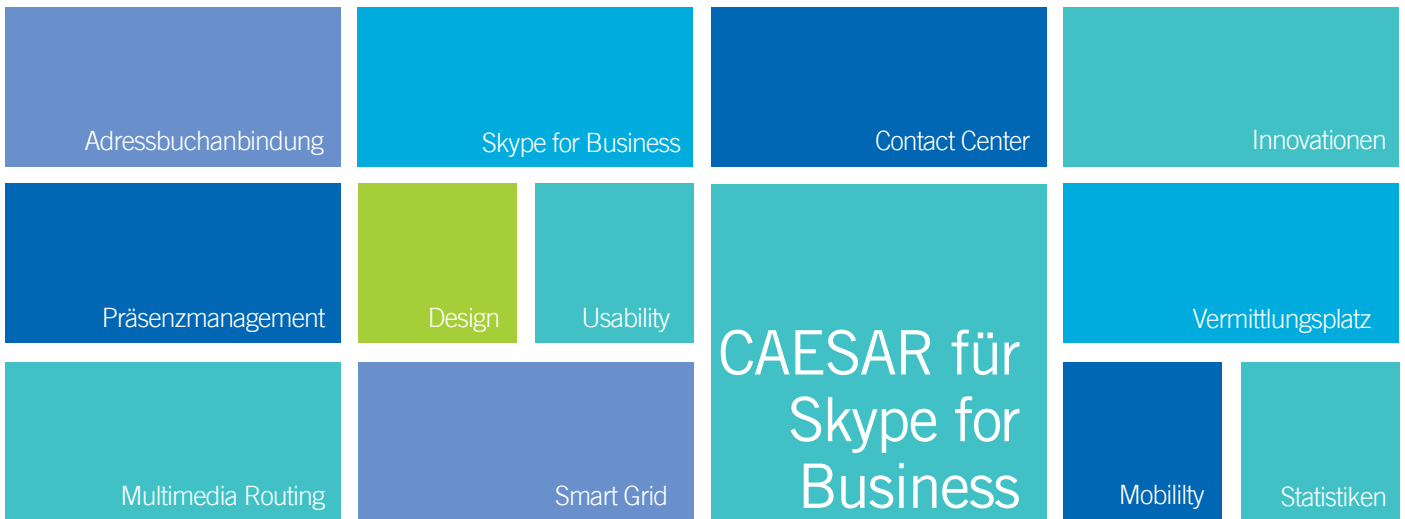 Adressbuchanbindung
Skype for Business
Contact Center
Innovationen
Präsenzmanagement
Design
Usability
CAESAR für
Skype for
Business
Vermittlungsplatz
Multimedia Routing
Smart Grid
Mobililty
Statistiken